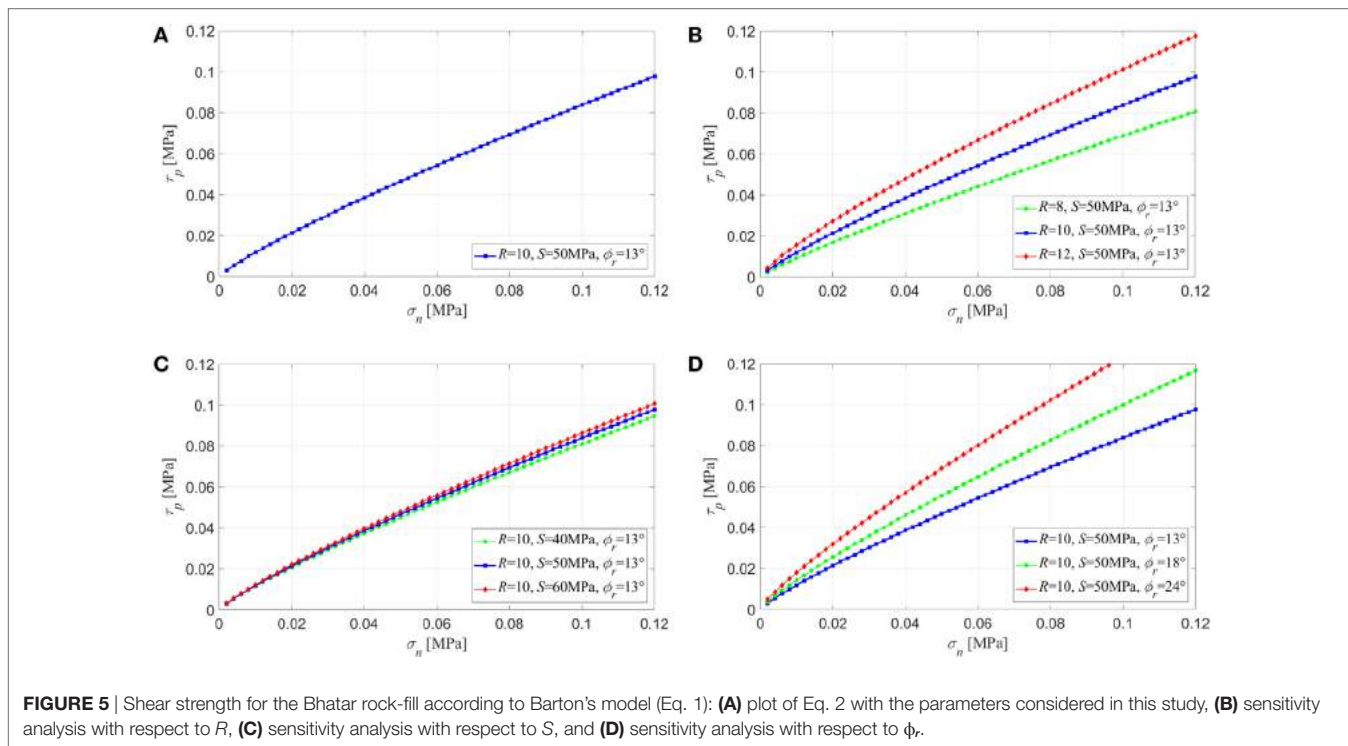 A
0.12
0.1
0.08
0.06
0.04
0.02
0
τp [MPa]
R=10, S=50MPa, ϕr=13°
0 0.02 0.04 0.06 0.08 0.1 0.12
σn [MPa]
B
0.12
0.1
0.08
0.06
0.04
0.02
0
τp [MPa]
R=8, S=50MPa, ϕr=13°
R=10, S=50MPa, ϕr=13°
R=12, S=50MPa, ϕr=13°
0 0.02 0.04 0.06 0.08 0.1 0.12
σn [MPa]
C
0.12
0.1
0.08
0.06
0.04
0.02
0
τp [MPa]
R=10, S=40MPa, ϕr=13°
R=10, S=50MPa, ϕr=13°
R=10, S=60MPa, ϕr=13°
0 0.02 0.04 0.06 0.08 0.1 0.12
σn [MPa]
D
0.12
0.1
0.08
0.06
0.04
0.02
0
τp [MPa]
R=10, S=50MPa, ϕr=13°
R=10, S=50MPa, ϕr=18°
R=10, S=50MPa, ϕr=24°
0 0.02 0.04 0.06 0.08 0.1 0.12
σn [MPa]
FIGURE 5 | Shear strength for the Bhatar rock-fill according to Barton's model (Eq. 1): (A) plot of Eq. 2 with the parameters considered in this study, (B) sensitivity
analysis with respect to R, (C) sensitivity analysis with respect to S, and (D) sensitivity analysis with respect to ϕr.